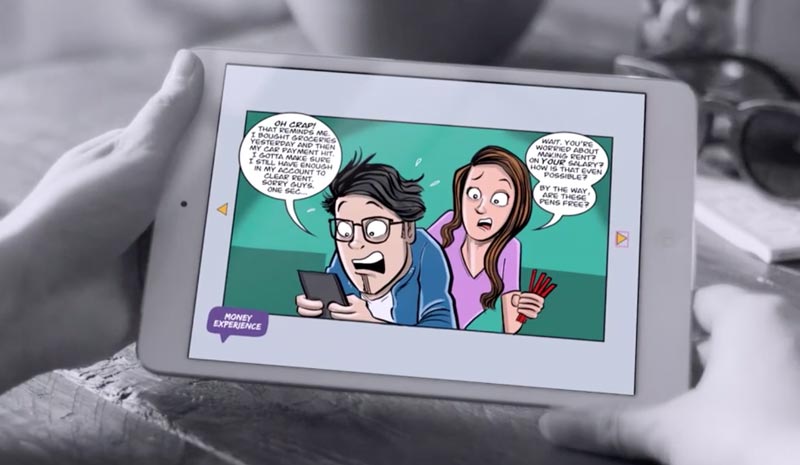 OH CRAP!
THAT REMINDS ME.
I BOUGHT GROCERIES
YESTERDAY AND THEN
MY CAR PAYMENT HIT.
I GOTTA MAKE SURE
I STILL HAVE ENOUGH
IN MY ACCOUNT TO
CLEAR RENT.
SORRY GUYS.
ONE SEC...
WAIT. YOU'RE
WORRIED ABOUT
MAKING RENT?
ON YOUR SALARY?
HOW IS THAT EVEN
POSSIBLE?
BY THE WAY,
ARE THESE
PENS FREE?
MONEY
EXPERIENCE